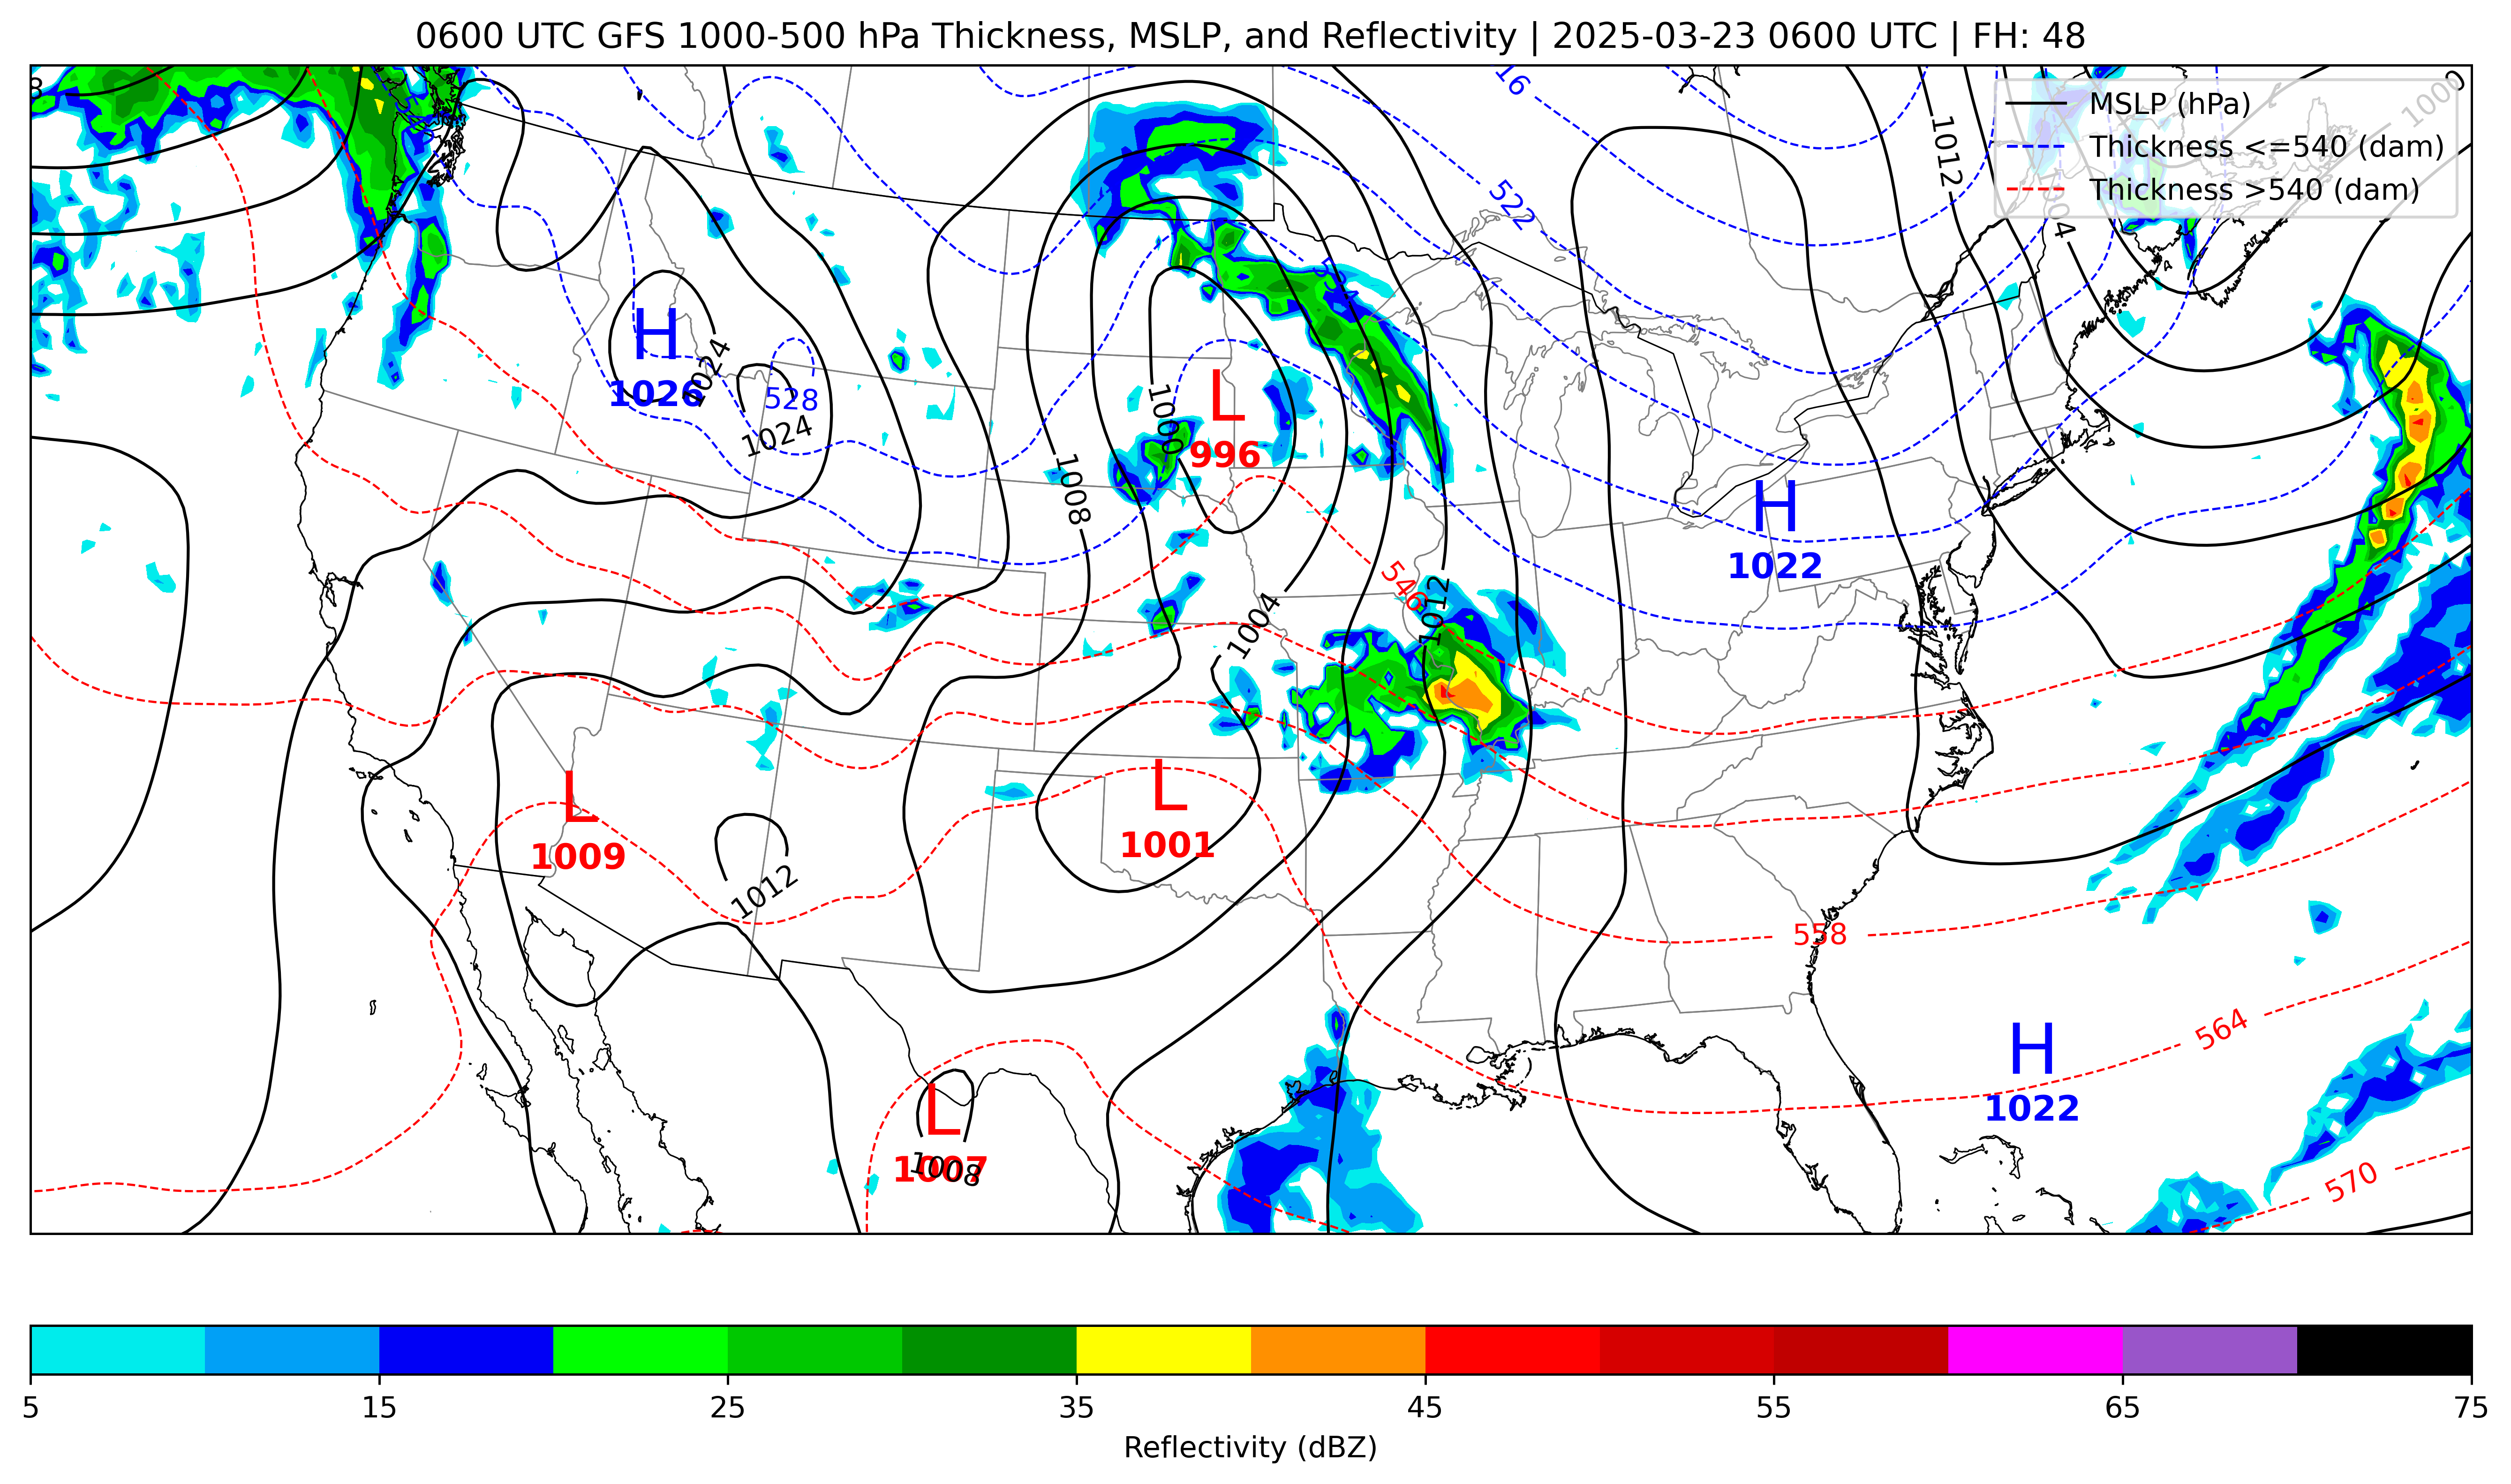 0600 UTC GFS 1000-500 hPa Thickness, MSLP, and Reflectivity | 2025-03-23 0600 UTC | FH: 48
MSLP (hPa)
Thickness <=540 (dam)
Thickness >540 (dam)
16
1012
1000
522
1004
534
H
1026
1024
528
1024
1000
L
996
1008
H
1022
546
1012
1004
L
1009
L
1001
1012
558
564
H
1022
L
1007
1008
570
5
15
25
35
45
55
65
75
Reflectivity (dBZ)